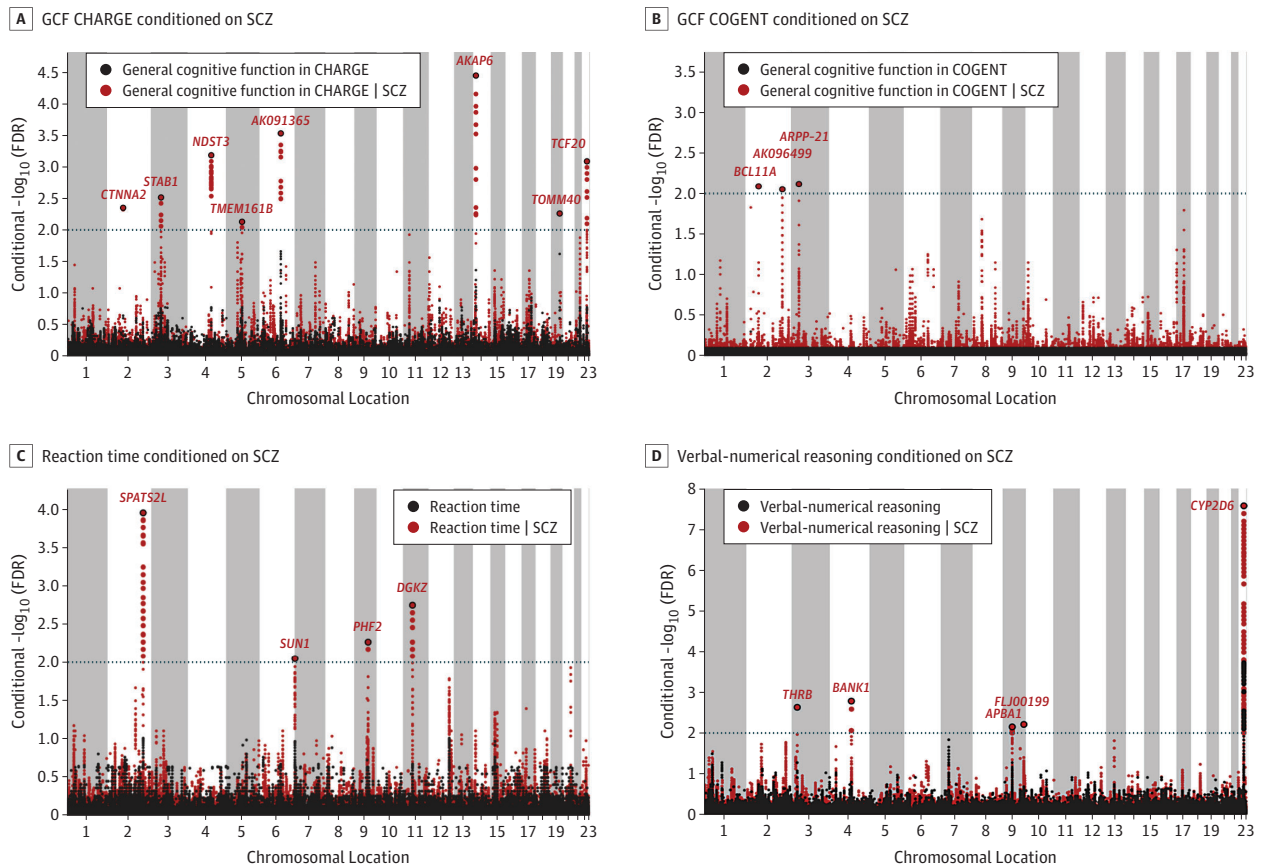 A GCF CHARGE conditioned on SCZ
Conditional -log10 (FDR)
4.5
4.0
3.5
3.0
2.5
2.0
1.5
1.0
0.5
0
General cognitive function in CHARGE
General cognitive function in CHARGE | SCZ
AKAP6
AK091365
NDST3
TCF20
STAB1
CTNNA2
TMEM161B
TOMM40
1 2 3 4 5 6 7 8 9 10 11 12 13 15 17 19 23
Chromosomal Location
B GCF COGENT conditioned on SCZ
Conditional -log10 (FDR)
3.5
3.0
2.5
2.0
1.5
1.0
0.5
0
General cognitive function in COGENT
General cognitive function in COGENT | SCZ
ARPP-21
AK096499
BCL11A
1 2 3 4 5 6 7 8 9 10 11 12 13 15 17 19 23
Chromosomal Location
C Reaction time conditioned on SCZ
Conditional -log10 (FDR)
4.0
3.5
3.0
2.5
2.0
1.5
1.0
0.5
0
Reaction time
Reaction time | SCZ
SPATS2L
DGKZ
PHF2
SUN1
1 2 3 4 5 6 7 8 9 10 11 12 13 15 17 19 23
Chromosomal Location
D Verbal-numerical reasoning conditioned on SCZ
Conditional -log10 (FDR)
8
7
6
5
4
3
2
1
0
Verbal-numerical reasoning
Verbal-numerical reasoning | SCZ
CYP2D6
THRB
BANK1
FLJ00199
APBA1
1 2 3 4 5 6 7 8 9 10 11 12 13 15 17 19 23
Chromosomal Location